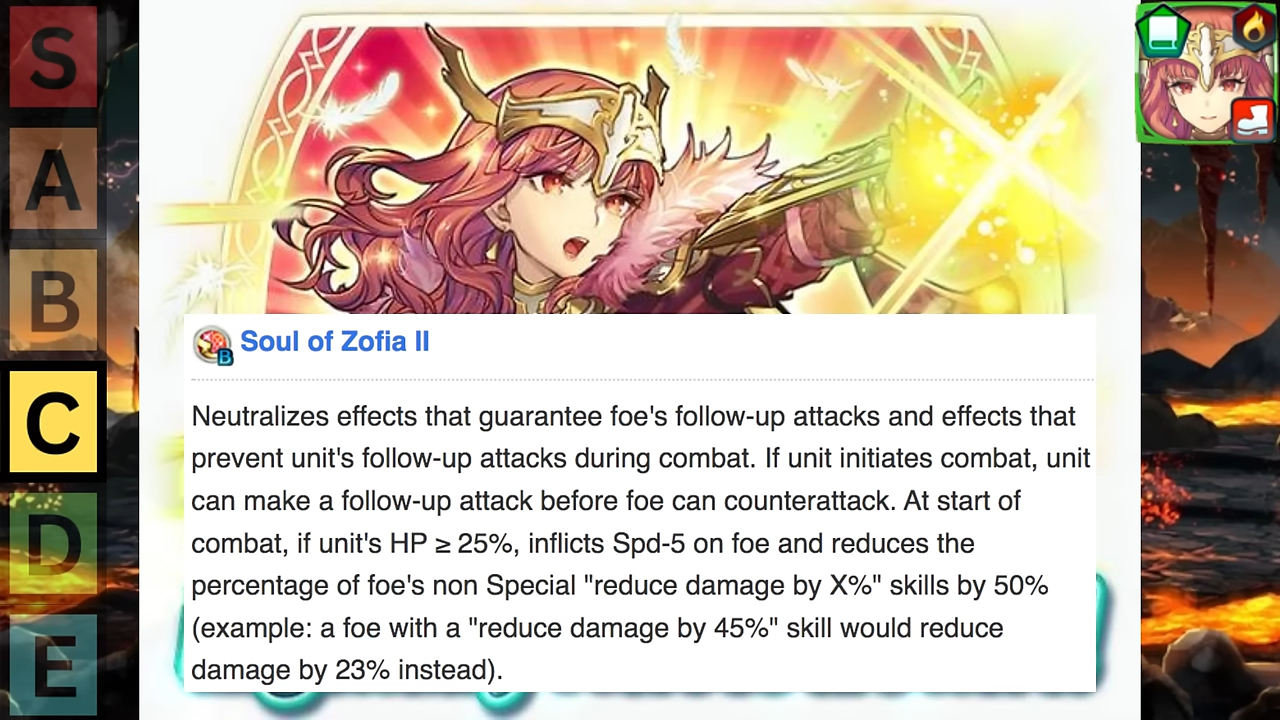 S
A
B
C
D
E
B
Soul of Zofia II
Neutralizes effects that guarantee foe's follow-up attacks and effects that
prevent unit's follow-up attacks during combat. If unit initiates combat, unit
can make a follow-up attack before foe can counterattack. At start of
combat, if unit's HP ≥ 25%, inflicts Spd-5 on foe and reduces the
percentage of foe's non Special "reduce damage by X%" skills by 50%
(example: a foe with a "reduce damage by 45%" skill would reduce
damage by 23% instead).